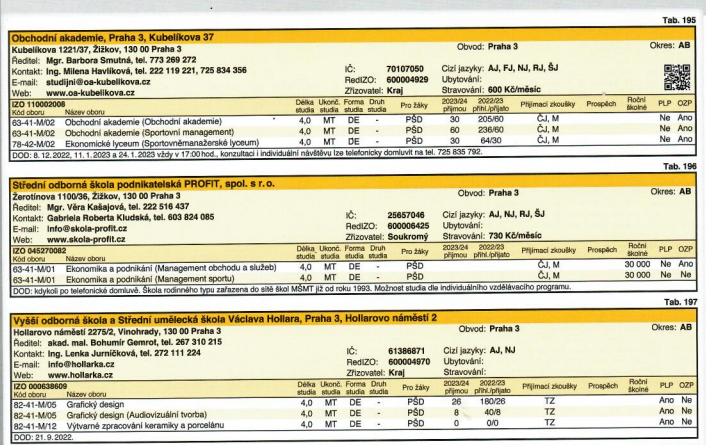 Tab. 195
Obchodní akademie, Praha 3, Kubelíkova 37
Kubelíkova 1221/37, Žižkov, 130 00 Praha 3 Obvod: Praha 3 Okres: AB
Ředitel: Mgr. Barbora Smutná, tel. 773 269 272
Kontakt: Ing. Milena Havlíková, tel. 222 119 221, 725 834 356 IČ: 70107050 Cizí jazyky: AJ, FJ, NJ, RJ, ŠJ
E-mail: studijni@oa-kubelikova.cz RedIZO: 600004929 Ubytování:
Web: www.oa-kubelikova.cz Zřizovatel: Kraj Stravování: 600 Kč/měsíc
IZO 110002008 Délka Ukonč. Forma Druh Pro žáky 2023/24 2022/23 Přijímací zkoušky Prospěch Roční PLP OZP
Kód oboru Název oboru studia studia studia studia přijmou přihl./přijato školné
63-41-M/02 Obchodní akademie (Obchodní akademie) 4,0 MT DE - PŠD 30 205/60 ČJ, M Ne Ano
63-41-M/02 Obchodní akademie (Sportovní management) 4,0 MT DE - PŠD 60 236/60 ČJ, M Ne Ano
78-42-M/02 Ekonomické lyceum (Sportovněmanažerské lyceum) 4,0 MT DE - PŠD 30 64/30 ČJ, M Ne Ano
DOD: 8. 12. 2022, 11. 1. 2023 a 24. 1. 2023 vždy v 17:00 hod., konzultaci i individuální návštěvu lze telefonicky domluvit na tel. 725 835 792.
Tab. 196
Střední odborná škola podnikatelská PROFIT, spol. s r.o.
Žerotínova 1100/36, Žižkov, 130 00 Praha 3 Obvod: Praha 3 Okres: AB
Ředitel: Mgr. Věra Kašajová, tel. 222 516 437
Kontakt: Gabriela Roberta Kludská, tel. 603 824 085 IČ: 25657046 Cizí jazyky: AJ, NJ, RJ, ŠJ
E-mail: info@skola-profit.cz RedIZO: 600006425 Ubytování:
Web: www.skola-profit.cz Zřizovatel: Soukromý Stravování: 730 Kč/měsíc
IZO 045270082 Délka Ukonč. Forma Druh Pro žáky 2023/24 2022/23 Přijímací zkoušky Prospěch Roční PLP OZP
Kód oboru Název oboru studia studia studia studia přijmou přihl./přijato školné
63-41-M/01 Ekonomika a podnikání (Management obchodu a služeb) 4,0 MT DE - PŠD ČJ, M 30 000 Ne Ano
63-41-M/01 Ekonomika a podnikání (Management sportu) 4,0 MT DE - PŠD ČJ, M 30 000 Ne Ne
DOD: kdykoli po telefonické domluvě. Škola rodinného typu zařazena do sítě škol MŠMT již od roku 1993. Možnost studia dle individuálního vzdělávacího programu.
Tab. 197
Vyšší odborná škola a Střední umělecká škola Václava Hollara, Praha 3, Hollarovo náměstí 2
Hollarovo náměstí 2275/2, Vinohrady, 130 00 Praha 3 Obvod: Praha 3 Okres: AB
Ředitel: akad. mal. Bohumír Gemrot, tel. 267 310 215
Kontakt: Ing. Lenka Jurníčková, tel. 272 111 224 IČ: 61386871 Cizí jazyky: AJ, NJ
E-mail: info@hollarka.cz RedIZO: 600004970 Ubytování:
Web: www.hollarka.cz Zřizovatel: Kraj Stravování:
IZO 000638609 Délka Ukonč. Forma Druh Pro žáky 2023/24 2022/23 Přijímací zkoušky Prospěch Roční PLP OZP
Kód oboru Název oboru studia studia studia studia přijmou přihl./přijato školné
82-41-M/05 Grafický design 4,0 MT DE - PŠD 26 180/26 TZ Ano Ne
82-41-M/05 Grafický design (Audiovizuální tvorba) 4,0 MT DE - PŠD 8 40/8 TZ Ano Ne
82-41-M/12 Výtvarné zpracování keramiky a porcelánu 4,0 MT DE - PŠD 0 0/0 TZ Ano Ne
DOD: 21. 9. 2022.